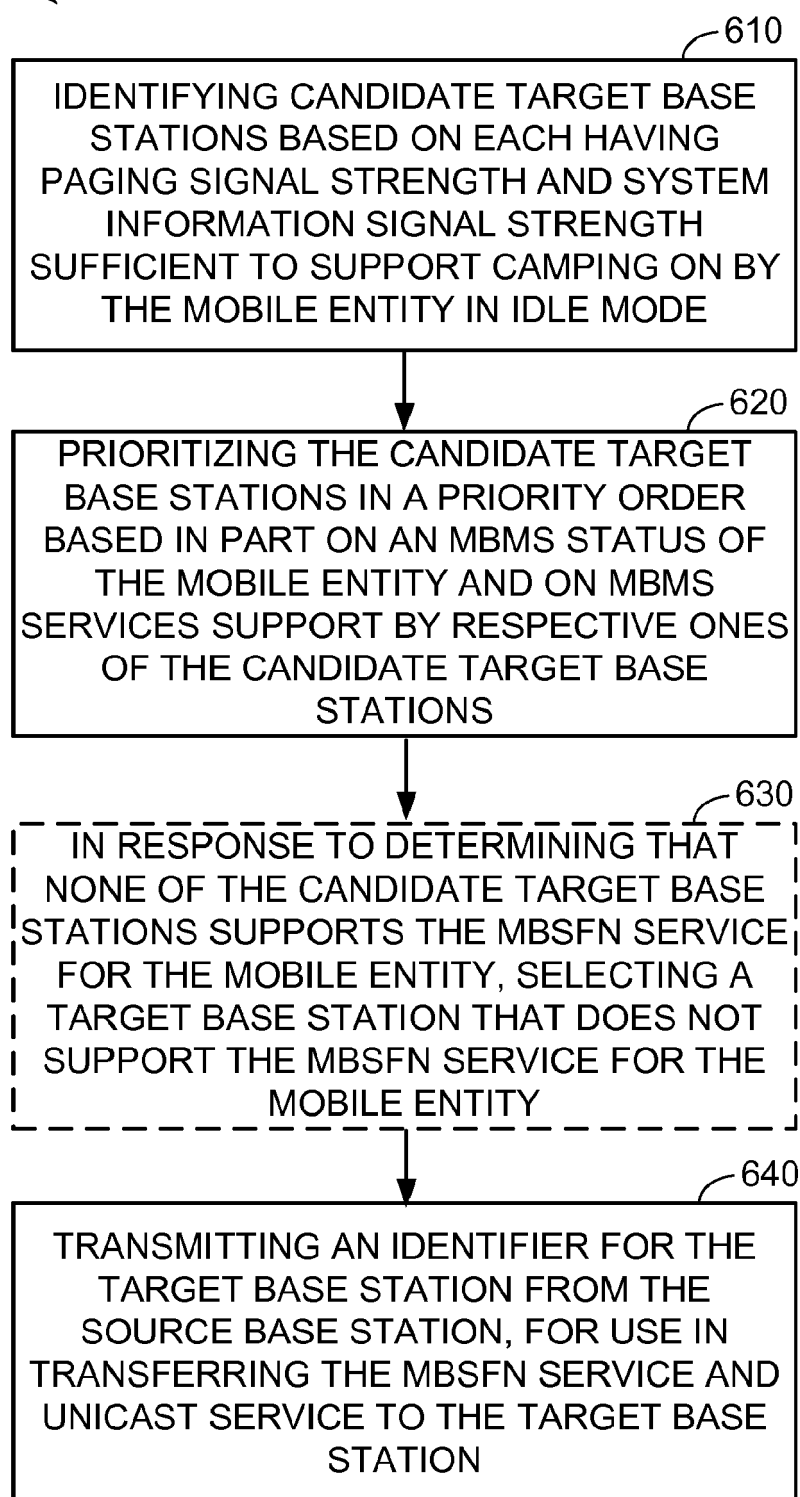 610
IDENTIFYING CANDIDATE TARGET BASE
STATIONS BASED ON EACH HAVING
PAGING SIGNAL STRENGTH AND SYSTEM
INFORMATION SIGNAL STRENGTH
SUFFICIENT TO SUPPORT CAMPING ON BY
THE MOBILE ENTITY IN IDLE MODE
620
PRIORITIZING THE CANDIDATE TARGET
BASE STATIONS IN A PRIORITY ORDER
BASED IN PART ON AN MBMS STATUS OF
THE MOBILE ENTITY AND ON MBMS
SERVICES SUPPORT BY RESPECTIVE ONES
OF THE CANDIDATE TARGET BASE
STATIONS
630
IN RESPONSE TO DETERMINING THAT
NONE OF THE CANDIDATE TARGET BASE
STATIONS SUPPORTS THE MBSFN SERVICE
FOR THE MOBILE ENTITY, SELECTING A
TARGET BASE STATION THAT DOES NOT
SUPPORT THE MBSFN SERVICE FOR THE
MOBILE ENTITY
640
TRANSMITTING AN IDENTIFIER FOR THE
TARGET BASE STATION FROM THE
SOURCE BASE STATION, FOR USE IN
TRANSFERRING THE MBSFN SERVICE AND
UNICAST SERVICE TO THE TARGET BASE
STATION